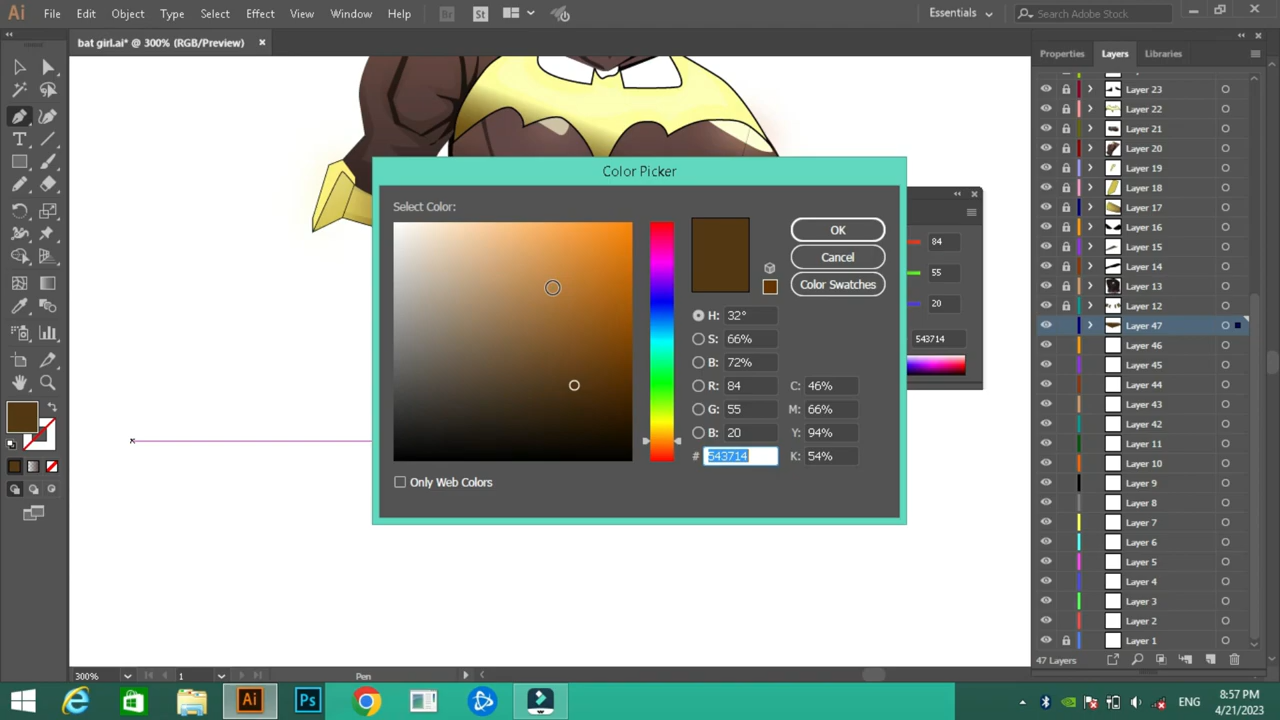 Ai File Edit Object Type Select Effect View Window Help Br St Essentials Search Adobe Stock
bat girl.ai* @ 300% (RGB/Preview)
Properties Layers Libraries
Layer 23
Layer 22
Layer 21
Layer 20
Layer 19
Layer 18
Layer 17
Layer 16
Layer 15
Layer 14
Layer 13
Layer 12
Layer 47
Layer 46
Layer 45
Layer 44
Layer 43
Layer 42
Layer 11
Layer 10
Layer 9
Layer 8
Layer 7
Layer 6
Layer 5
Layer 4
Layer 3
Layer 2
Layer 1
47 Layers
Color Picker
Select Color:
OK
Cancel
Color Swatches
H: 32°
S: 66%
B: 72%
R: 84 C: 46%
G: 55 M: 66%
B: 20 Y: 94%
# 543714 K: 54%
Only Web Colors
84
55
20
543714
300% 1 Pen
Ai Ps ENG 8:57 PM
4/21/2023